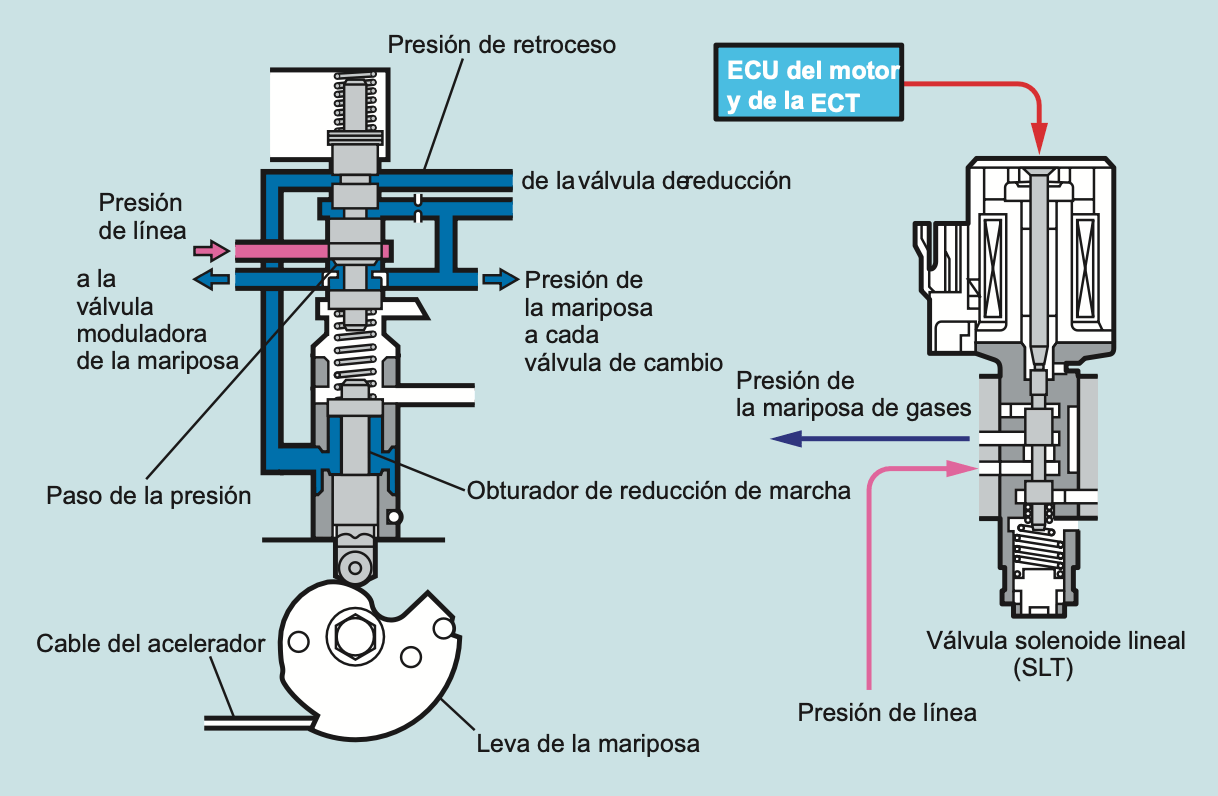 Presión de retroceso
ECU del motor
y de la ECT
de la válvula de reducción
Presión
de línea
a la
válvula
moduladora
de la mariposa
Presión de
la mariposa
a cada
válvula de cambio
Presión de
la mariposa de gases
Paso de la presión
Obturador de reducción de marcha
Cable del acelerador
Válvula solenoide lineal
(SLT)
Presión de línea
Leva de la mariposa